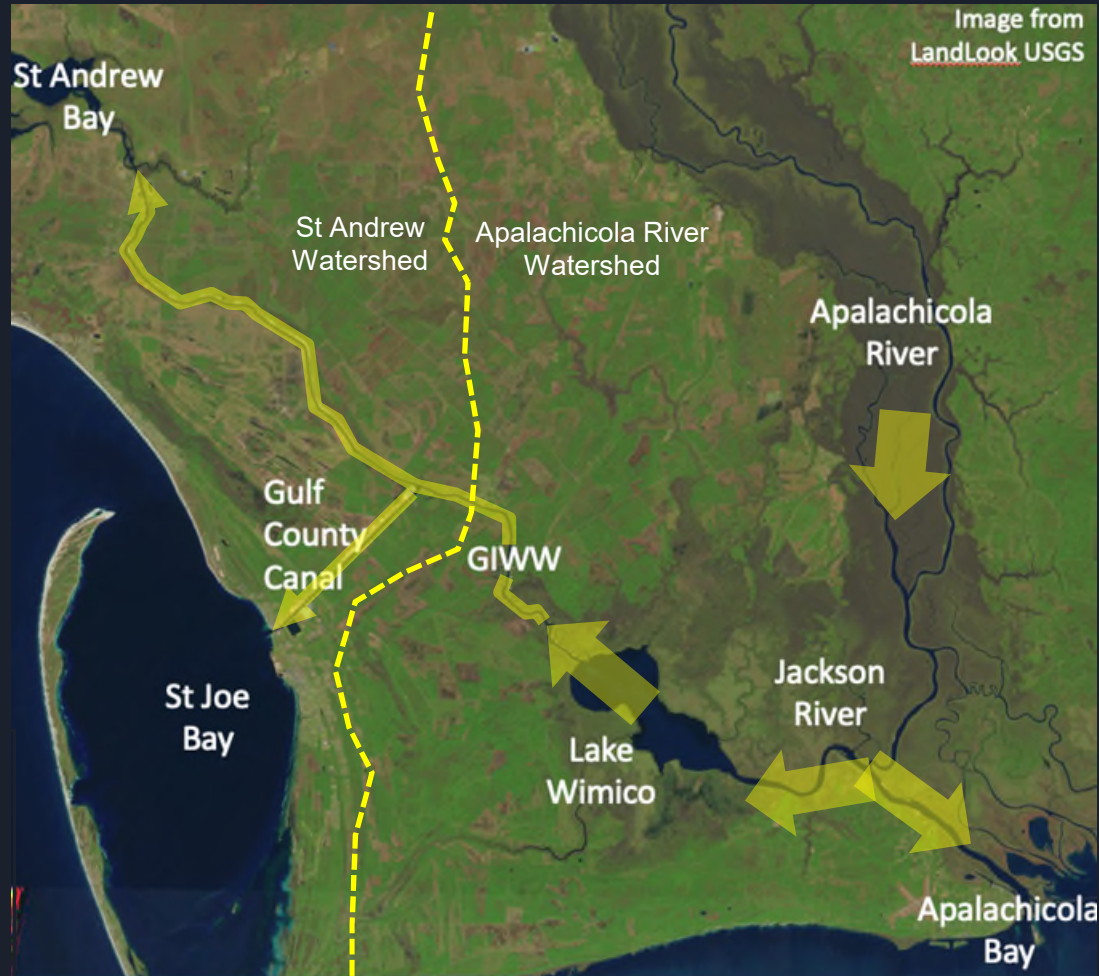 Image from
LandLook USGS
St Andrew
Bay
St Andrew
Watershed
Apalachicola River
Watershed
Apalachicola
River
Gulf
County
Canal
GIWW
Jackson
River
St Joe
Bay
Lake
Wimico
Apalachicola
Bay